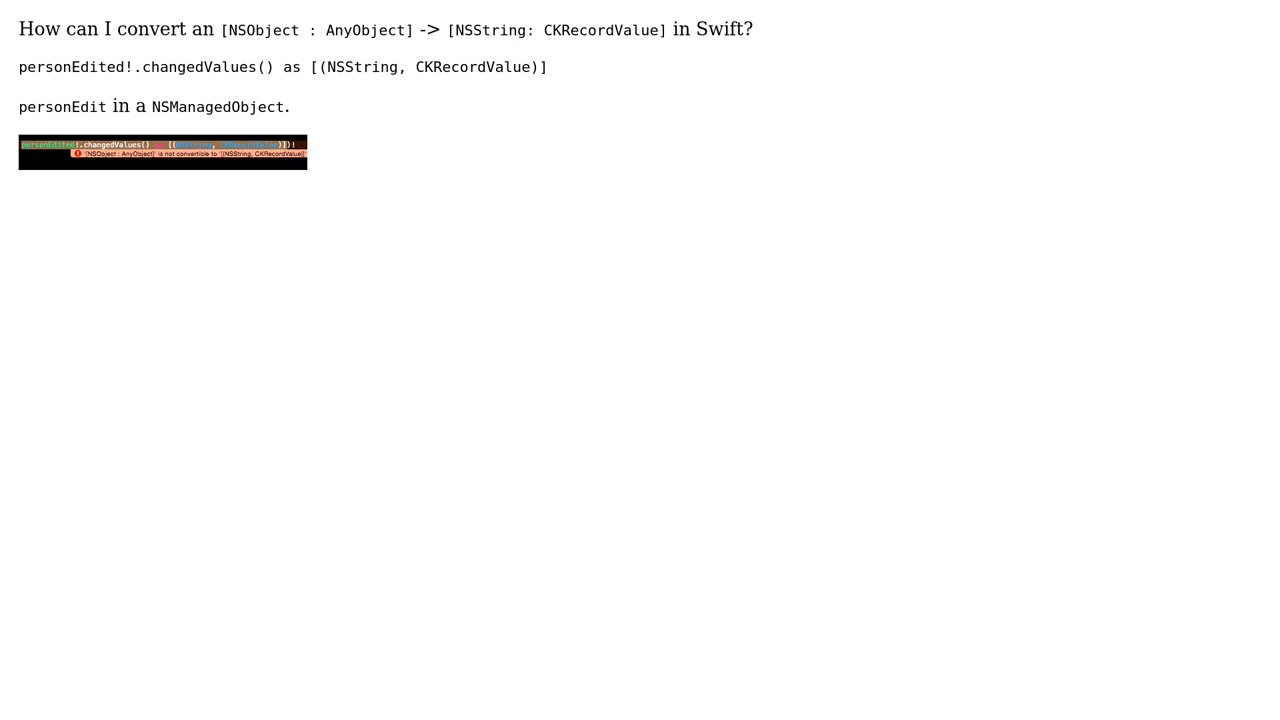 How can I convert an [NSObject : AnyObject] -> [NSString: CKRecordValue] in Swift?
personEdited!.changedValues() as [(NSString, CKRecordValue)]
personEdit in a NSManagedObject.
personEdited!.changedValues() as [(NSString, CKRecordValue)])!
'[NSObject : AnyObject]' is not convertible to '[(NSString, CKRecordValue)]'